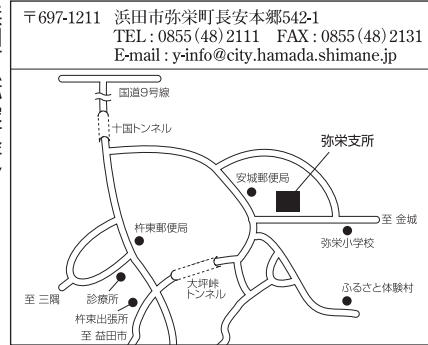 〒697-1211 浜田市弥栄町長安本郷542-1
TEL : 0855(48)2111 FAX : 0855(48)2131
E-mail : y-info@city.hamada.shimane.jp
国道9号線
十国トンネル
弥栄支所
安城郵便局
至 金城
弥栄小学校
杵束郵便局
大坪峠
トンネル
ふるさと体験村
至 三隅
診療所
杵束出張所
至 益田市